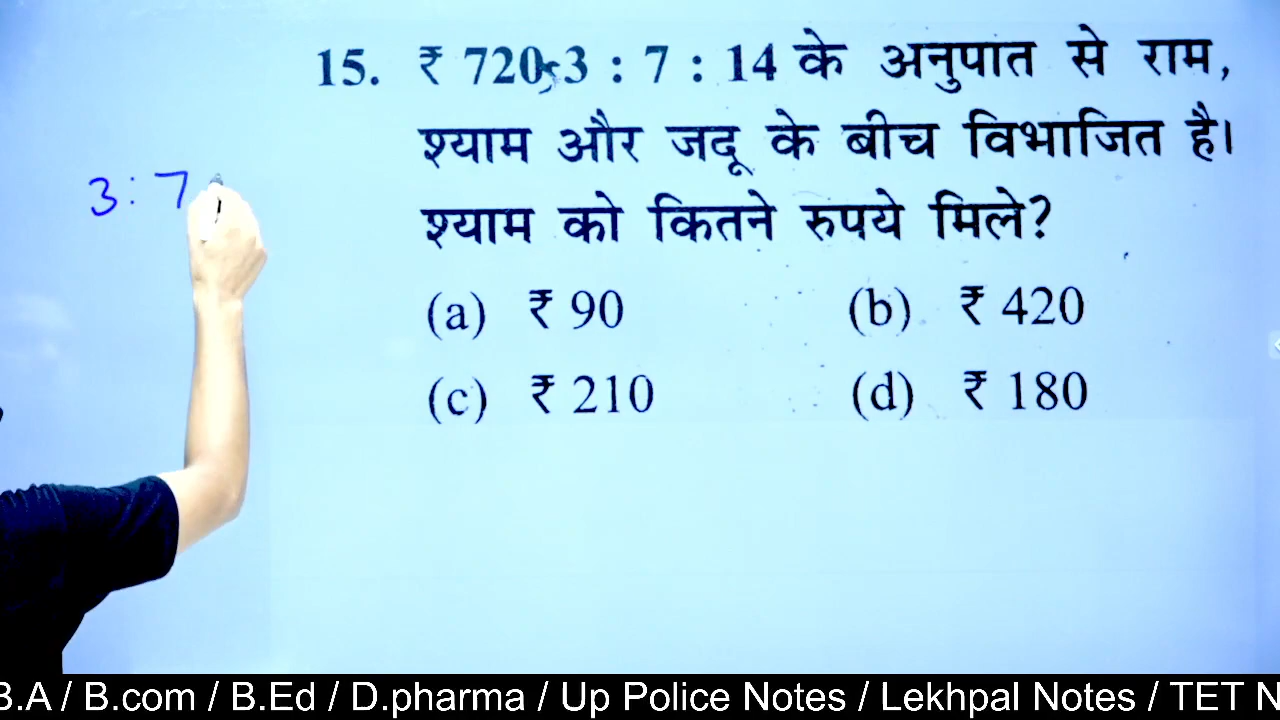 15. ₹ 720, 3 : 7 : 14 के अनुपात से राम,
श्याम और जदू के बीच विभाजित है।
श्याम को कितने रुपये मिले?
(a) ₹ 90 (b) ₹ 420
(c) ₹ 210 (d) ₹ 180
3 : 7
B.A / B.com / B.Ed / D.pharma / Up Police Notes / Lekhpal Notes / TET N